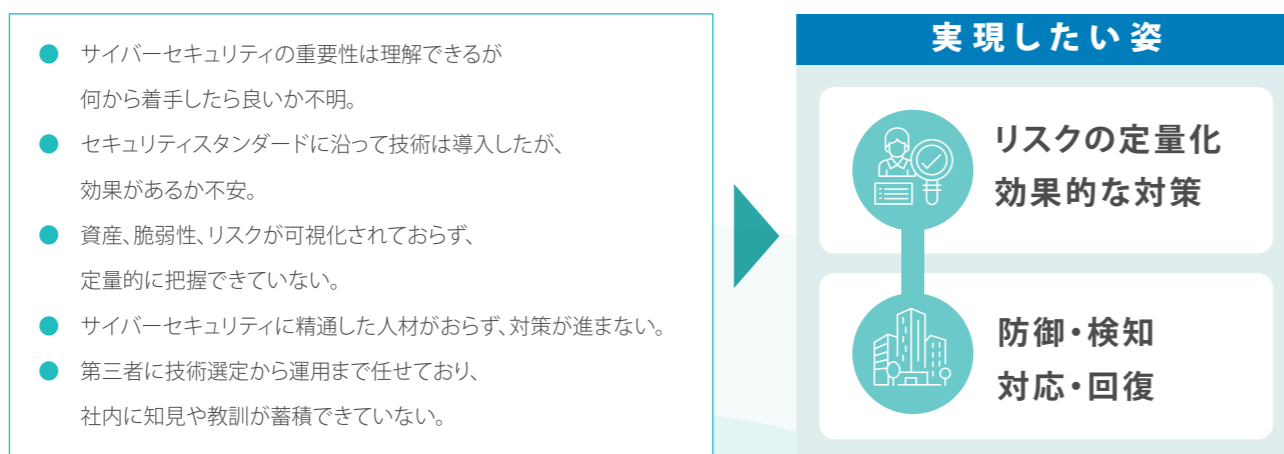 ● サイバーセキュリティの重要性は理解できるが
何から着手したら良いか不明。
● セキュリティスタンダードに沿って技術は導入したが、
効果があるか不安。
● 資産、脆弱性、リスクが可視化されておらず、
定量的に把握できていない。
● サイバーセキュリティに精通した人材がおらず、対策が進まない。
● 第三者に技術選定から運用まで任せており、
社内に知見や教訓が蓄積できていない。
実現したい姿
リスクの定量化
効果的な対策
防御・検知
対応・回復